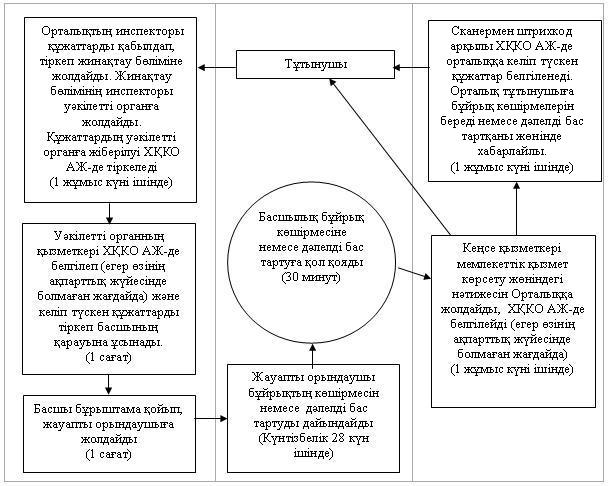 Орталықтың инспекторы
құжаттарды қабылдап,
тіркеп жинақтау бөліміне
жолдайды. Жинақтау
бөлімінің инспекторы
уәкілетті органға
жолдайды.
Құжаттардың уәкілетті
органға жіберілуі ХҚКО
АЖ-де тіркеледі
(1 жұмыс күні ішінде)
Тұтынушы
Сканермен штрихкод
арқылы ХҚКО АЖ-де
орталыққа келіп түскен
құжаттар белгіленеді.
Орталық тұтынушыға
бұйрық көшірмелерін
береді немесе дәлелді бас
тартқаны жөнінде
хабарлайлы.
(1 жұмыс күні ішінде)
Уәкілетті органның
қызметкері ХҚКО АЖ-де
белгілеп (егер өзінің
ақпарттық жүйесінде
болмаған жағдайда) және
келіп түскен құжаттарды
тіркеп басшының
қарауына ұсынады.
(1 сағат)
Басшылық бұйрық
көшірмесіне
немесе дәлелді бас
тартуға қол қояды
(30 минут)
Кеңсе қызметкері
мемпекеттік қызмет
көрсету жөніндегі
нәтижесін Орталыққа
жолдайды, ХҚКО АЖ-де
белгілейді (егер өзінің
ақпарттық жүйесінде
болмаған жағдайда)
(1 жұмыс күні ішінде)
Басшы бұрыштама қойып,
жауапты орындаушыға
жолдайды
(1 сағат)
Жауапты орындаушы
бұйрықтың көшірмесін
немесе дәлелді бас
тартуды дайындайды
(Күнтізбелік 28 күн
ішінде)